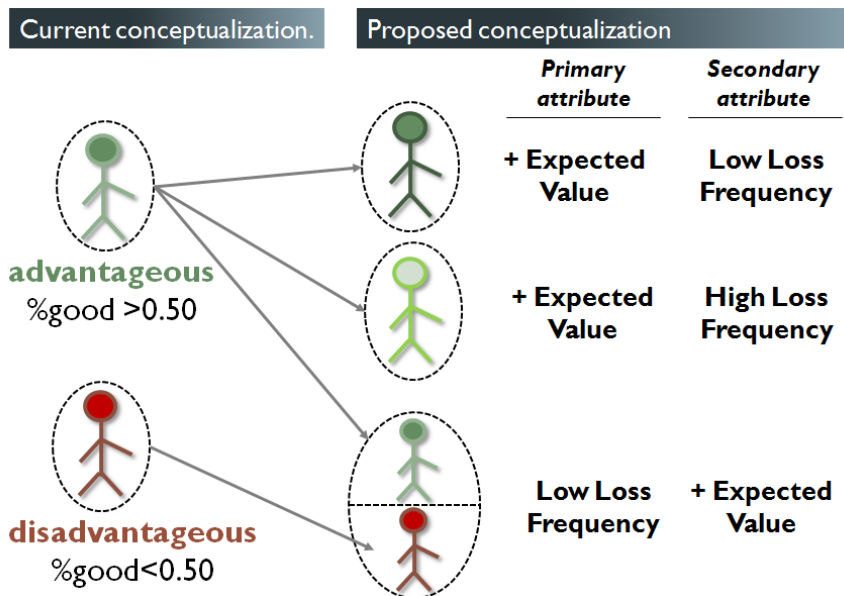 Current conceptualization.
Proposed conceptualization
Primary
attribute
Secondary
attribute
+ Expected
Value
Low Loss
Frequency
advantageous
%good >0.50
+ Expected
Value
High Loss
Frequency
disadvantageous
%good<0.50
Low Loss
Frequency
+ Expected
Value